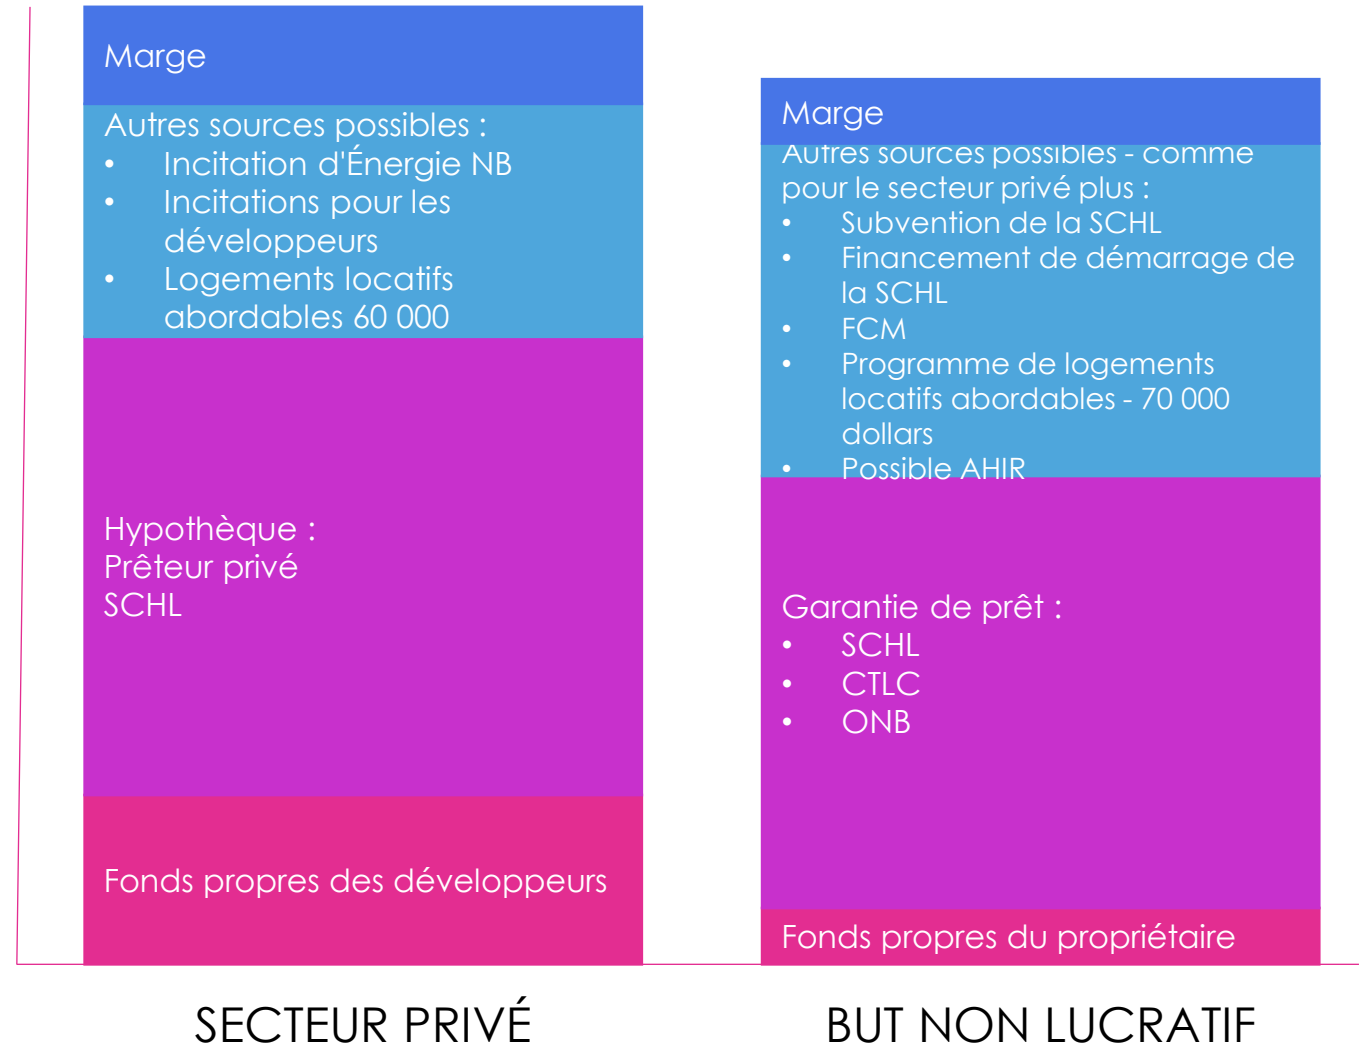 Marge
Autres sources possibles :
• Incitation d'Énergie NB
• Incitations pour les
développeurs
• Logements locatifs
abordables 60 000
Hypothèque :
Prêteur privé
SCHL
Fonds propres des développeurs
SECTEUR PRIVÉ
Marge
Autres sources possibles - comme
pour le secteur privé plus :
• Subvention de la SCHL
• Financement de démarrage de
la SCHL
• FCM
• Programme de logements
locatifs abordables - 70 000
dollars
• Possible AHIR
Garantie de prêt :
• SCHL
• CTLC
• ONB
Fonds propres du propriétaire
BUT NON LUCRATIF